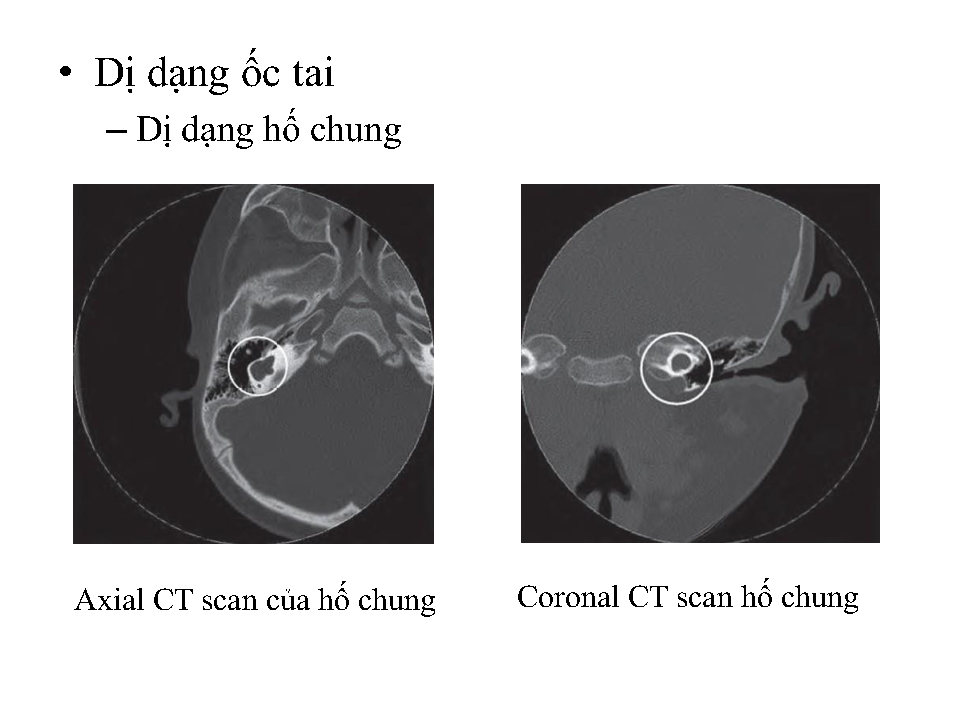 • Dị dạng ốc tai
– Dị dạng hố chung
Axial CT scan của hố chung
Coronal CT scan hố chung